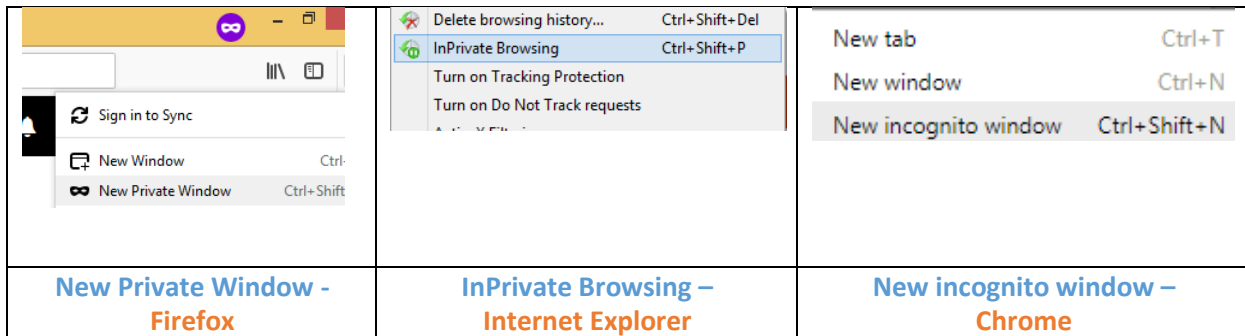 Sign in to Sync
New Window Ctrl-
New Private Window Ctrl+Shift
Delete browsing history... Ctrl+Shift+Del
InPrivate Browsing Ctrl+Shift+P
Turn on Tracking Protection
Turn on Do Not Track requests
New tab Ctrl+T
New window Ctrl+N
New incognito window Ctrl+Shift+N
New Private Window -
Firefox
InPrivate Browsing –
Internet Explorer
New incognito window –
Chrome